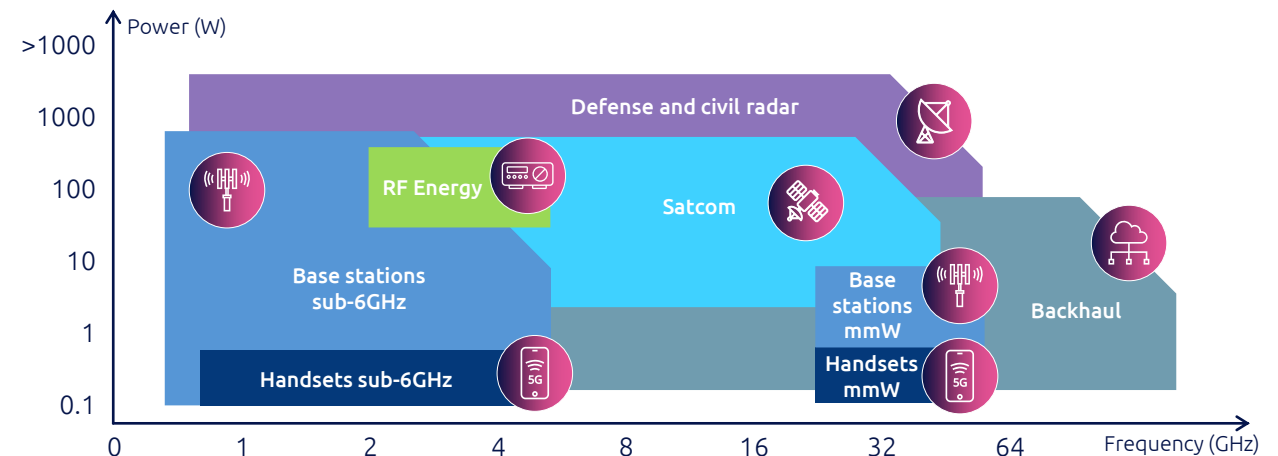 Power (W)
>1000
1000
100
10
1
0.1
Defense and civil radar
RF Energy
Satcom
Base stations
sub-6GHz
Base
stations
mmW
Backhaul
Handsets sub-6GHz
5G
Handsets
mmW
5G
0
1
2
4
8
16
32
64
Frequency (GHz)